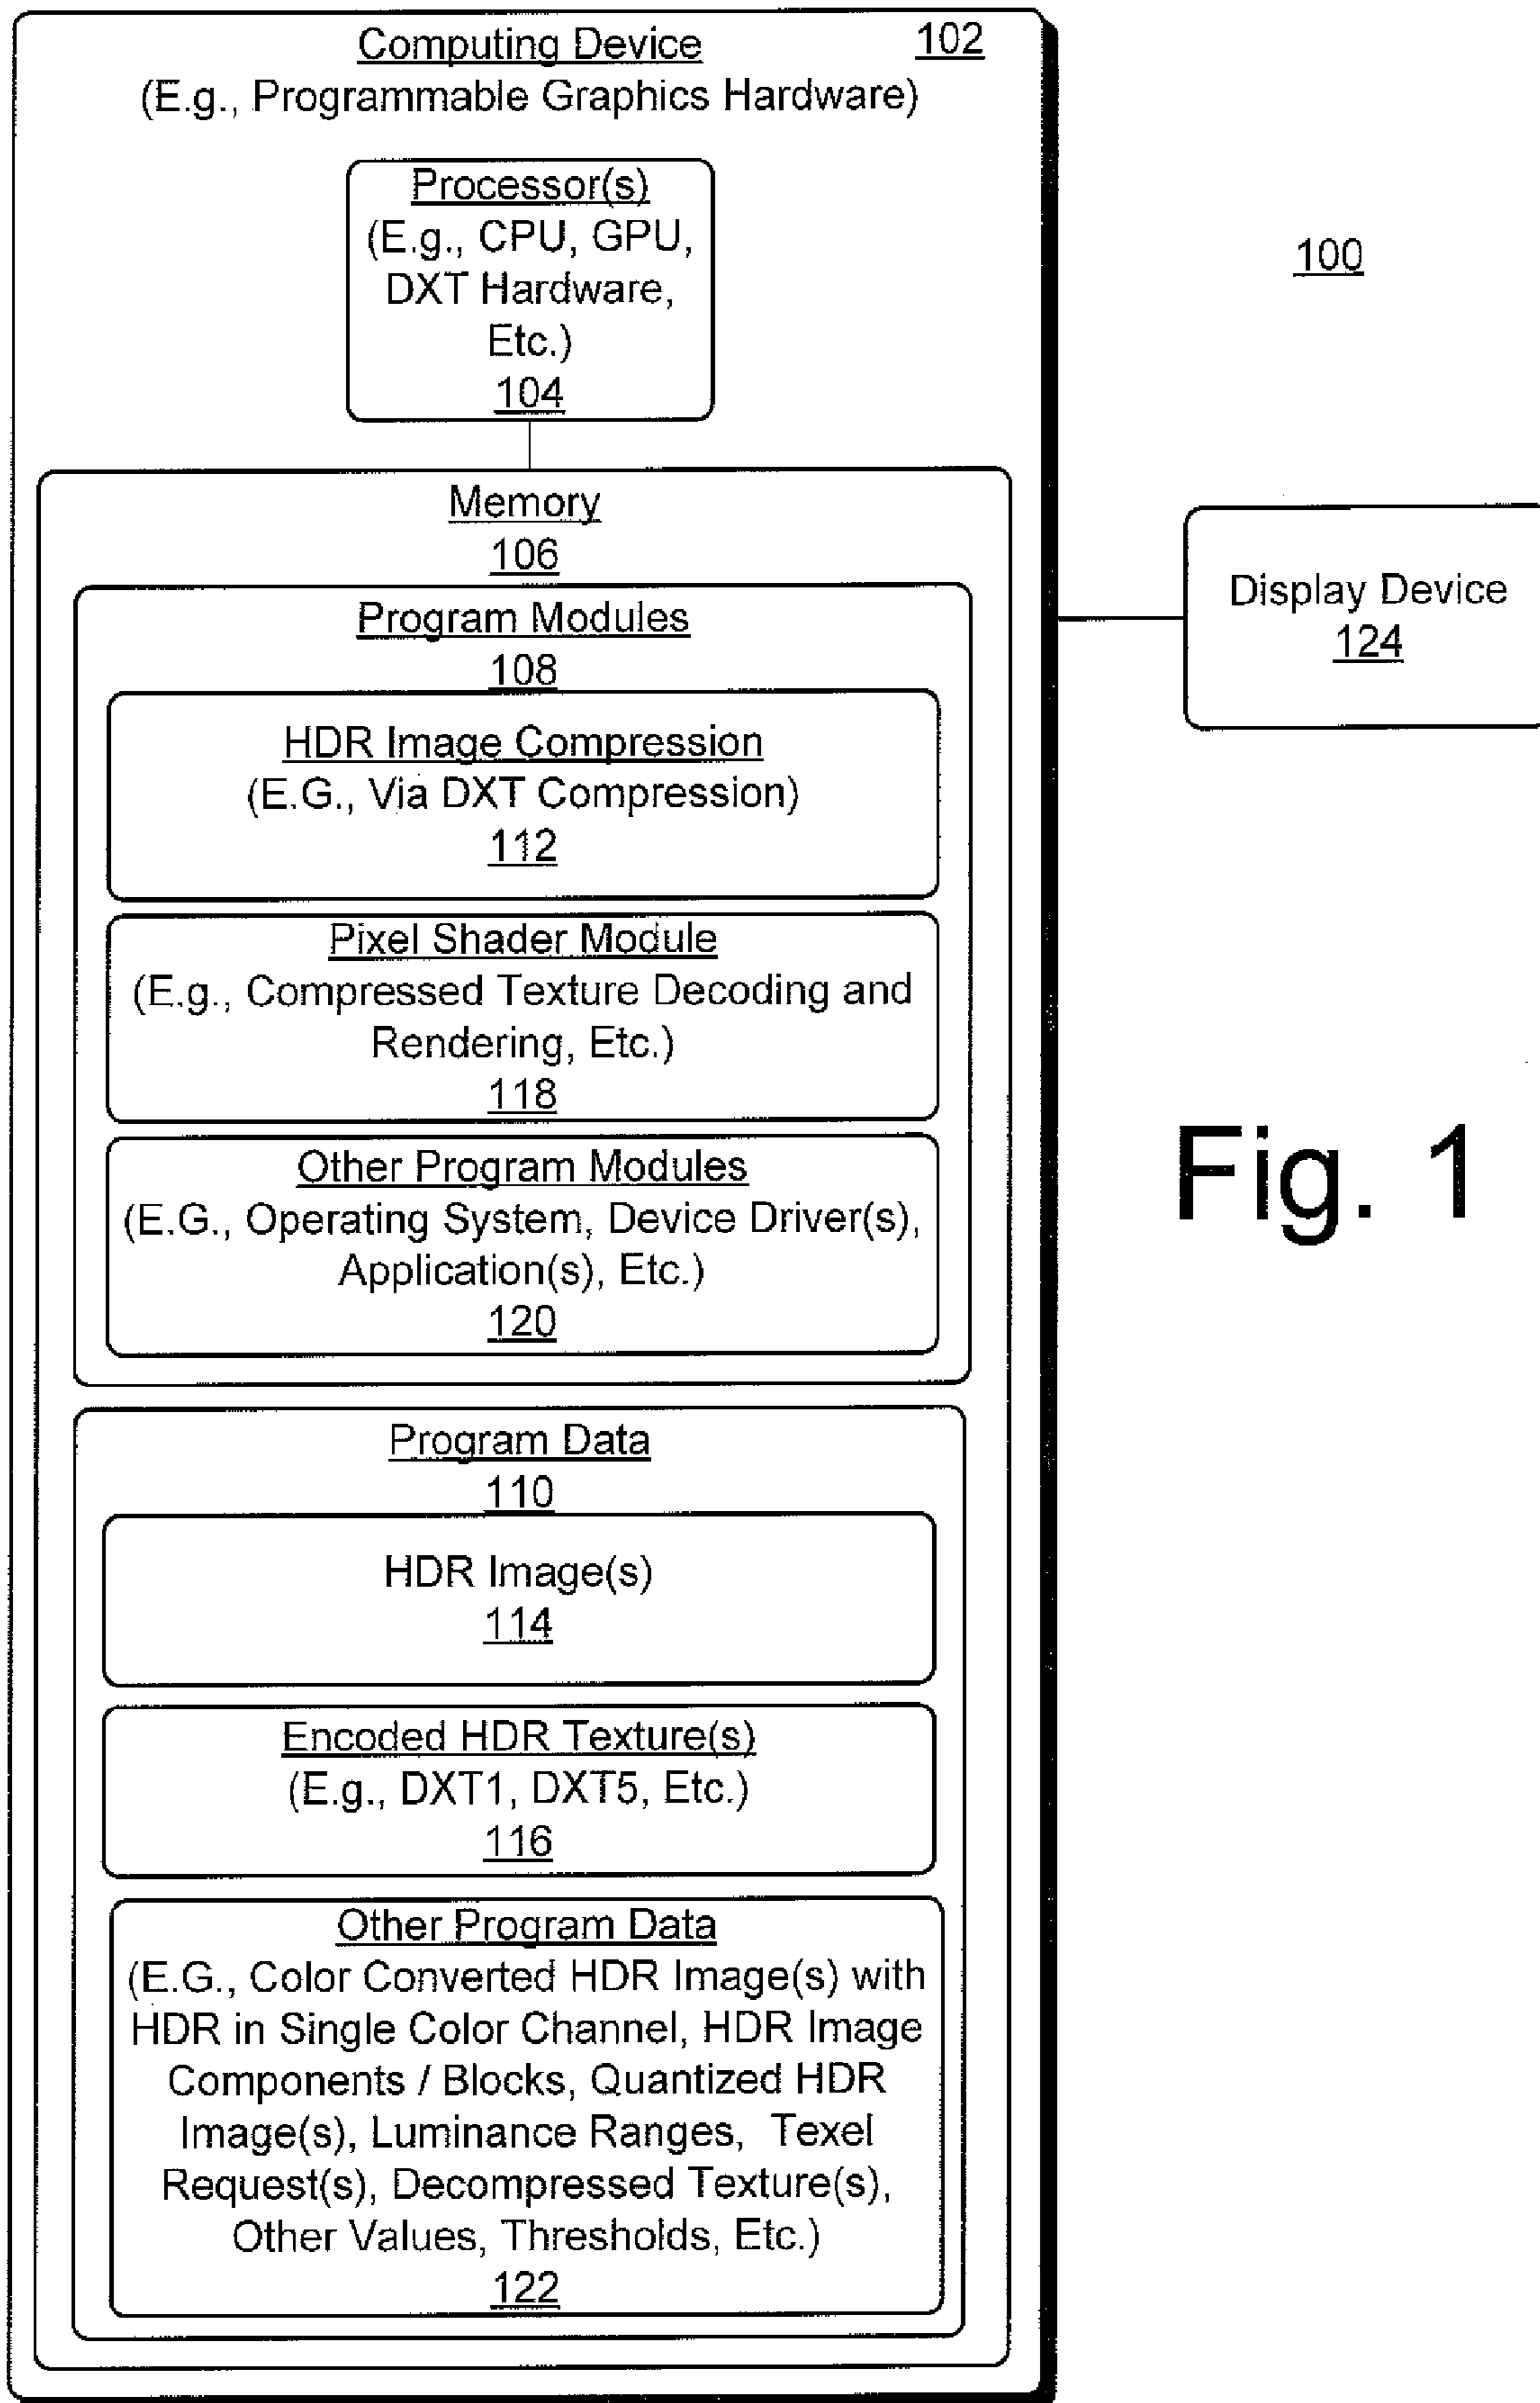 Computing Device 102
(E.g., Programmable Graphics Hardware)
Processor(s)
(E.g., CPU, GPU,
DXT Hardware,
Etc.)
104
100
Memory
106
Program Modules
108
HDR Image Compression
(E.G., Via DXT Compression)
112
Pixel Shader Module
(E.g., Compressed Texture Decoding and
Rendering, Etc.)
118
Other Program Modules
(E.G., Operating System, Device Driver(s),
Application(s), Etc.)
120
Program Data
110
HDR Image(s)
114
Encoded HDR Texture(s)
(E.g., DXT1, DXT5, Etc.)
116
Other Program Data
(E.G., Color Converted HDR Image(s) with
HDR in Single Color Channel, HDR Image
Components / Blocks, Quantized HDR
Image(s), Luminance Ranges, Texel
Request(s), Decompressed Texture(s),
Other Values, Thresholds, Etc.)
122
Display Device
124
Fig. 1